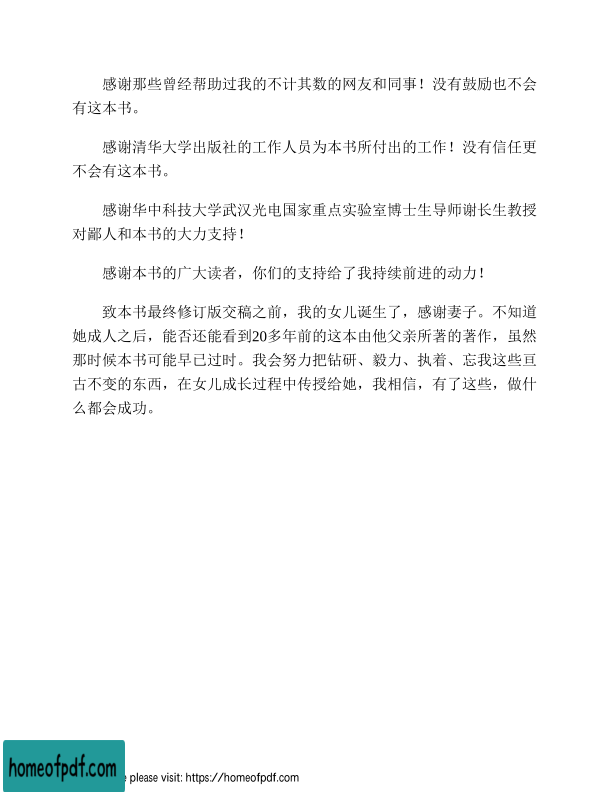 感谢那些曾经帮助过我的不计其数的网友和同事！没有鼓励也不会
有这本书。
感谢清华大学出版社的工作人员为本书所付出的工作！没有信任更
不会有这本书。
感谢华中科技大学武汉光电国家重点实验室博士生导师谢长生教授
对鄙人和本书的大力支持！
感谢本书的广大读者，你们的支持给了我持续前进的动力！
致本书最终修订版交稿之前，我的女儿诞生了，感谢妻子。不知道
她成人之后，能否还能看到20多年前的这本由他父亲所著的著作，虽然
那时候本书可能早已过时。我会努力把钻研、毅力、执着、忘我这些亘
古不变的东西，在女儿成长过程中传授给她，我相信，有了这些，做什
么都会成功。
homeofpdf.com
e please visit: https://homeofpdf.com